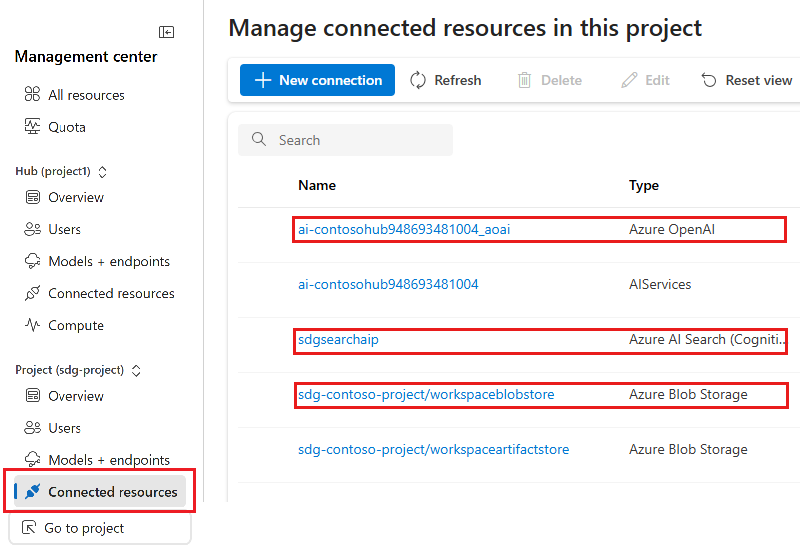 Management center
All resources
Quota
Hub (project1)
Overview
Users
Models + endpoints
Connected resources
Compute
Project (sdg-project)
Overview
Users
Models + endpoints
Connected resources
Go to project
Manage connected resources in this project
New connection Refresh Delete Edit Reset view
Search
Name Type
ai-contosohub948693481004_aoai Azure OpenAI
ai-contosohub948693481004 AIServices
sdgsearchaip Azure AI Search (Cogniti...
sdg-contoso-project/workspaceblobstore Azure Blob Storage
sdg-contoso-project/workspaceartifactstore Azure Blob Storage